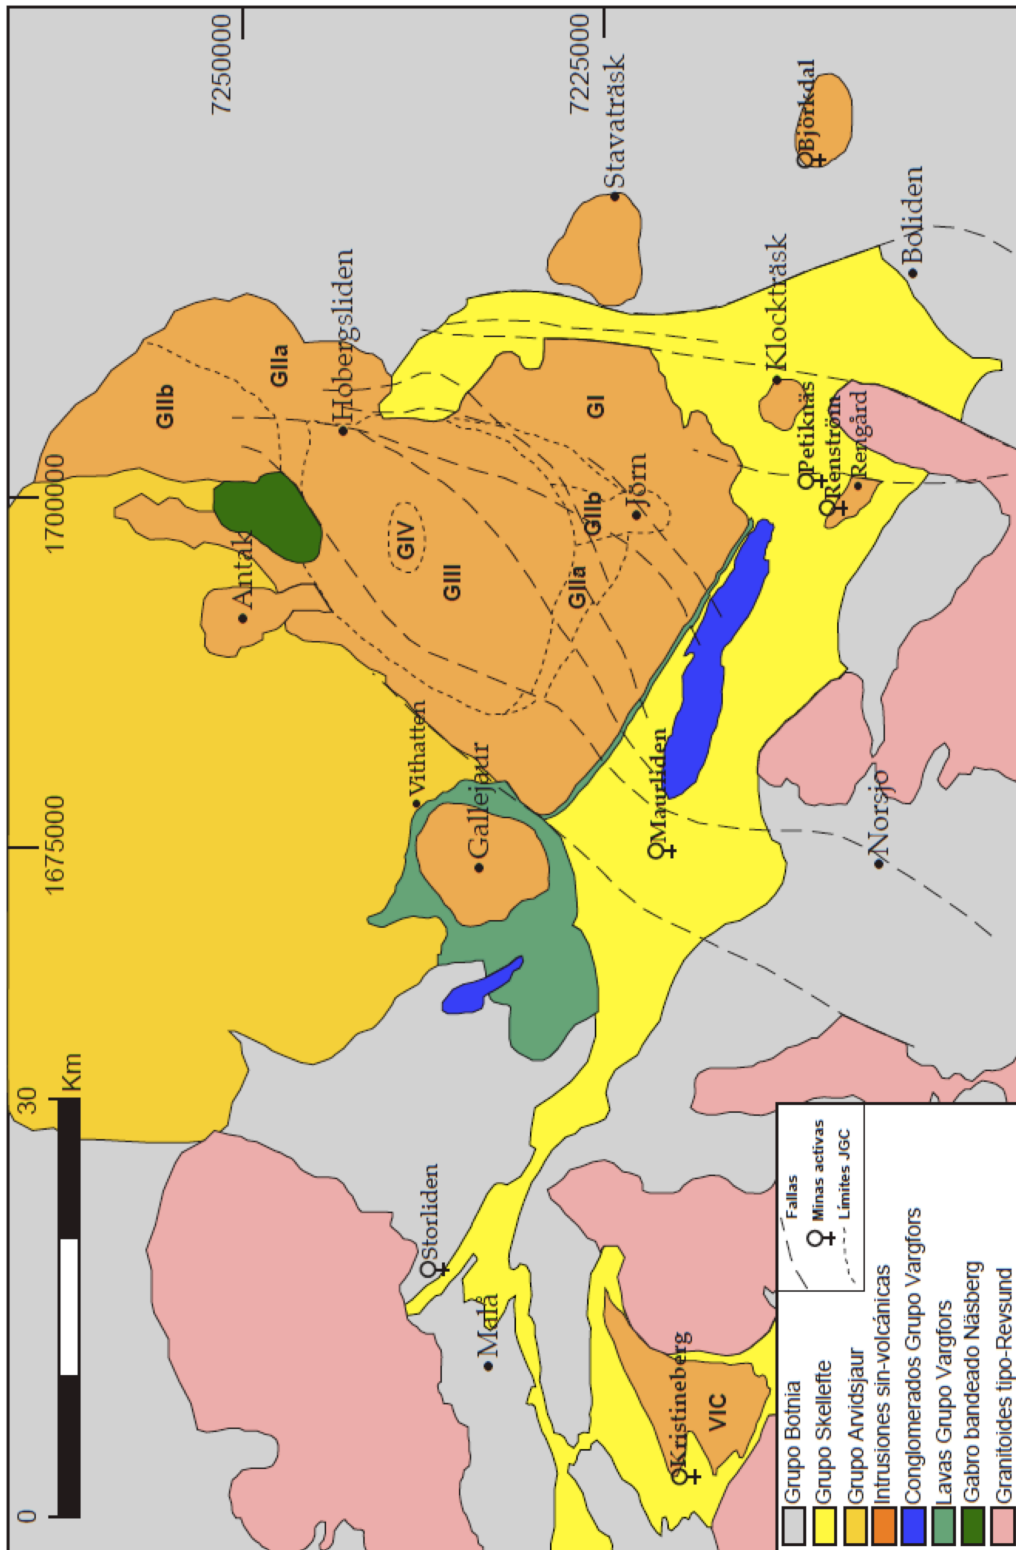 7250000
7225000
1700000
1675000
30
Km
0
Stavaträsk
Björkdal
Boliden
Hobergsliden
Klockträsk
GIIb
GIIa
GI
Petiknäs
Renström
Rengård
Antak
GIV
GIII
GIIb
Jörn
GIIa
Vithatten
Gallejaur
Maurliden
Norsjo
Storliden
Malå
Kristineberg
VIC
Fallas
Minas activas
Límites JGC
Grupo Botnia
Grupo Skellefte
Grupo Arvidsjaur
Intrusiones sin-volcánicas
Conglomerados Grupo Vargfors
Lavas Grupo Vargfors
Gabro bandeado Näsberg
Granitoides tipo-Revsund